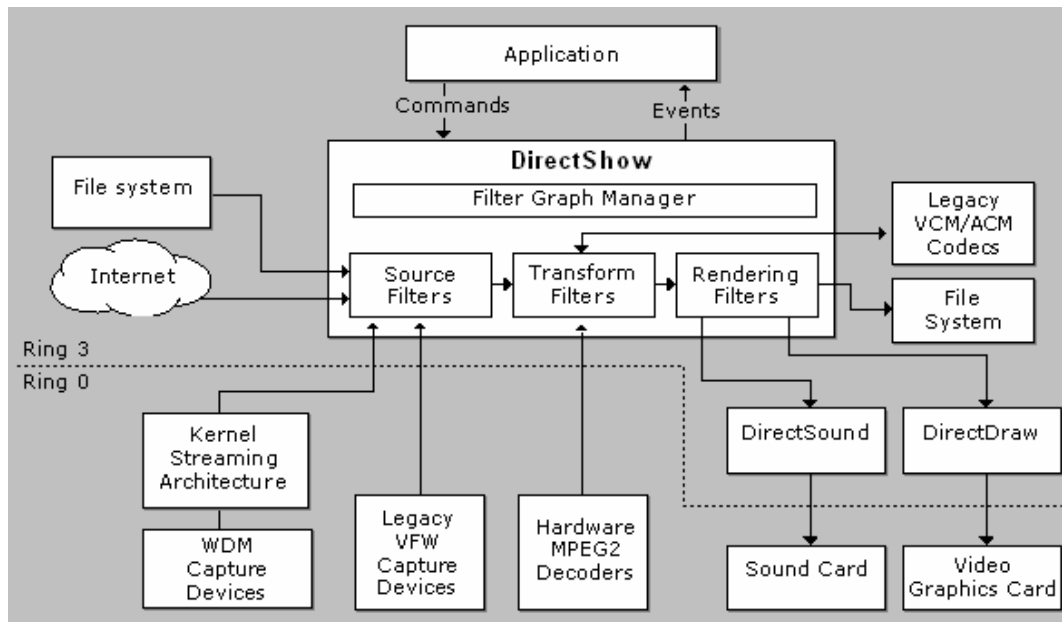 Application
Commands
Events
DirectShow
Filter Graph Manager
File system
Internet
Source
Filters
Transform
Filters
Rendering
Filters
Legacy
VCM/ACM
Codecs
File
System
Ring 3
Ring 0
Kernel
Streaming
Architecture
WDM
Capture
Devices
Legacy
VFW
Capture
Devices
Hardware
MPEG2
Decoders
DirectSound
DirectDraw
Sound Card
Video
Graphics Card